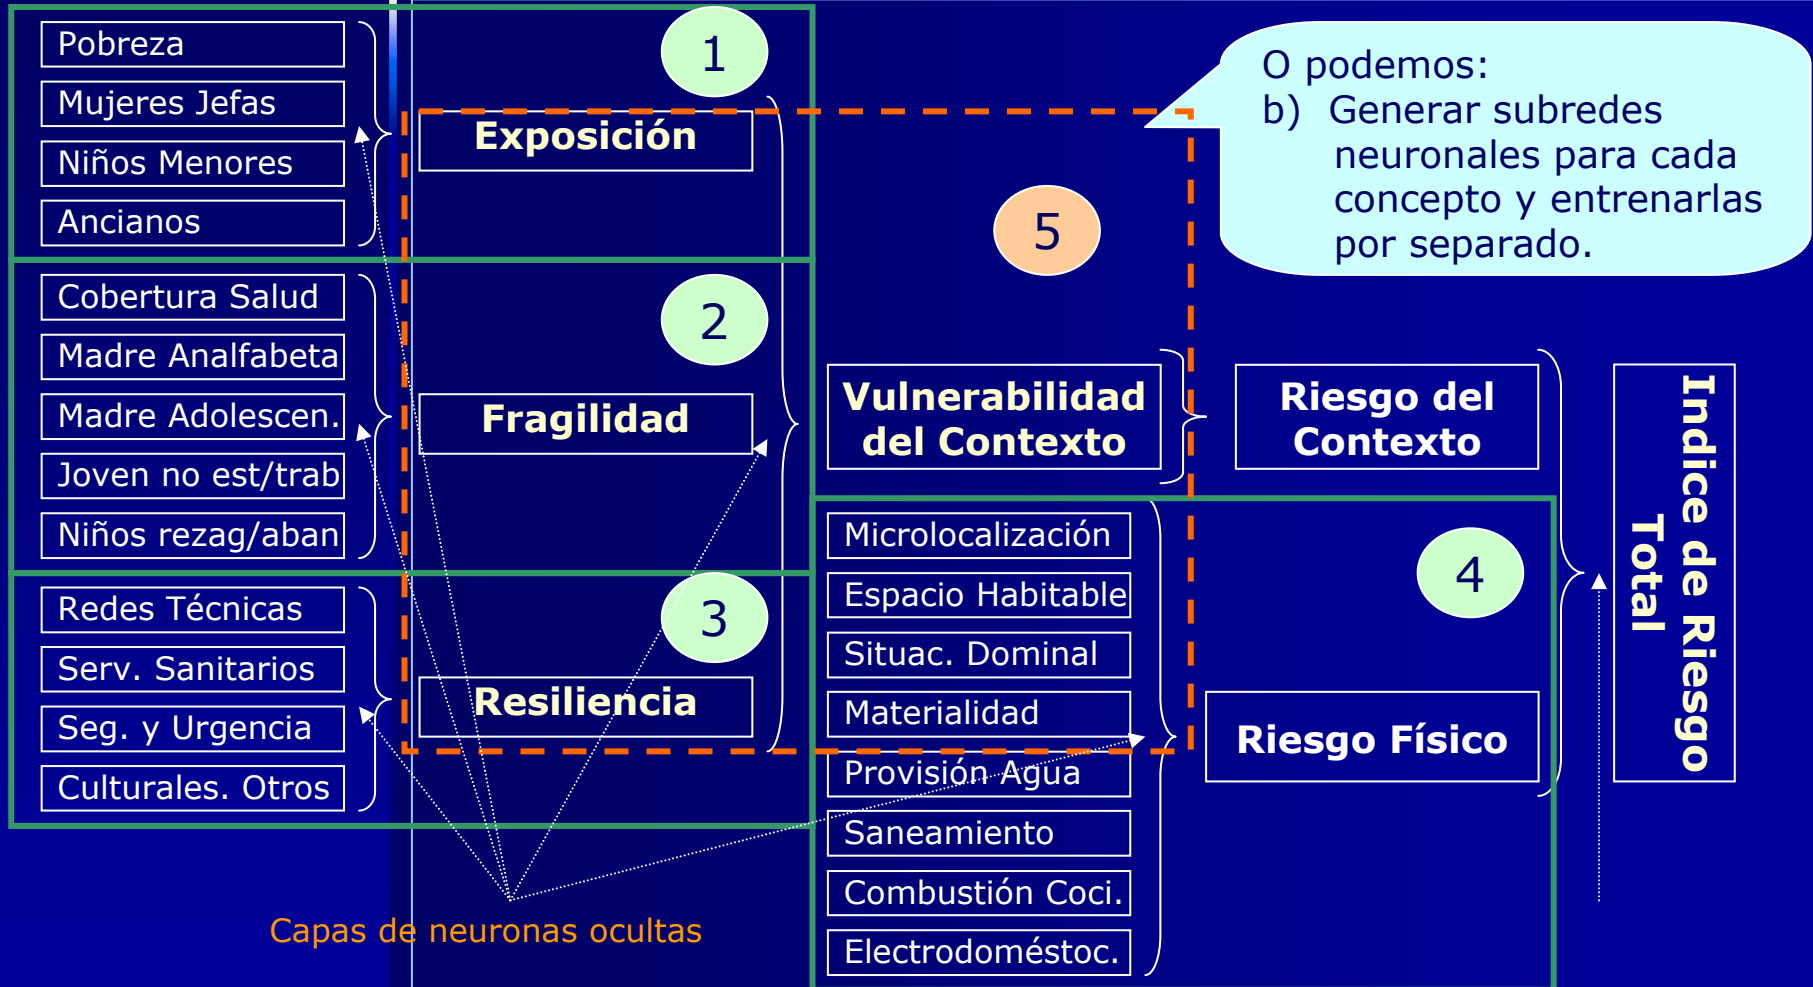 Pobreza
Mujeres Jefas
Niños Menores
Ancianos
1
Exposición
O podemos:
b) Generar subredes
neuronales para cada
concepto y entrenarlas
por separado.
5
Cobertura Salud
Madre Analfabeta
Madre Adolescen.
Joven no est/trab
Niños rezag/aban
2
Fragilidad
Vulnerabilidad
del Contexto
Riesgo del
Contexto
Indice de Riesgo
Total
Redes Técnicas
Serv. Sanitarios
Seg. y Urgencia
Culturales. Otros
3
Resiliencia
Microlocalización
Espacio Habitable
Situac. Dominal
Materialidad
Provisión Agua
Saneamiento
Combustión Coci.
Electrodoméstoc.
4
Riesgo Físico
Capas de neuronas ocultas